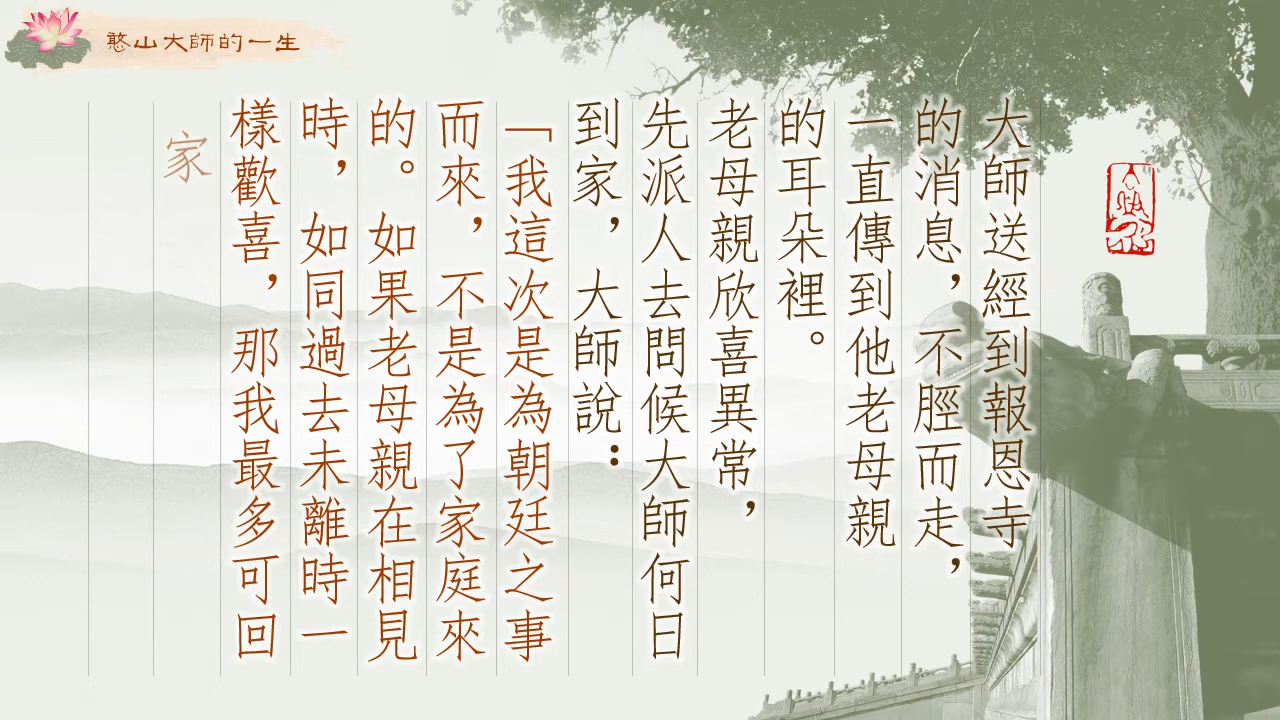 憨山大師的一生
大師送經到報恩寺
的消息，不脛而走，
一直傳到他老母親
的耳朵裡。
老母親欣喜異常，
先派人去問候大師何日
到家，大師說：
「我這次是為朝廷之事
而來，不是為了家庭來
的。如果老母親在相見
時，如同過去未離時一
樣歡喜，那我最多可回
家